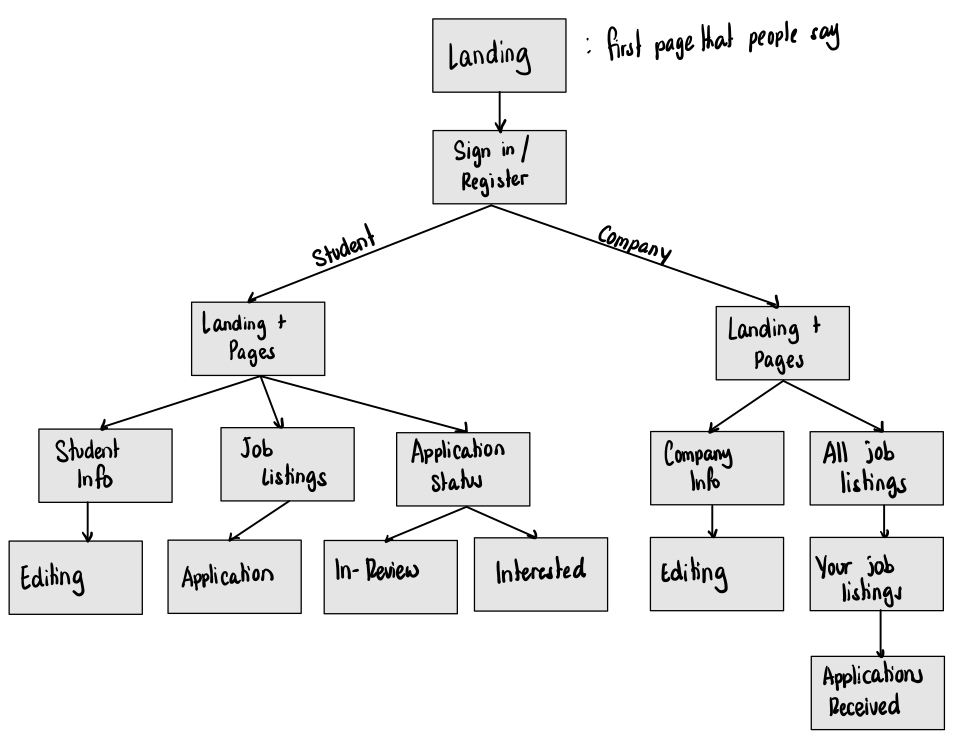 Landing
: first page that people say
Sign in /
Register
Student
Company
Landing +
Pages
Landing +
Pages
Student
Info
Job
Listings
Application
Status
Company
Info
All job
listings
Editing
Application
In-Review
Interested
Editing
Your job
listings
Applications
Received